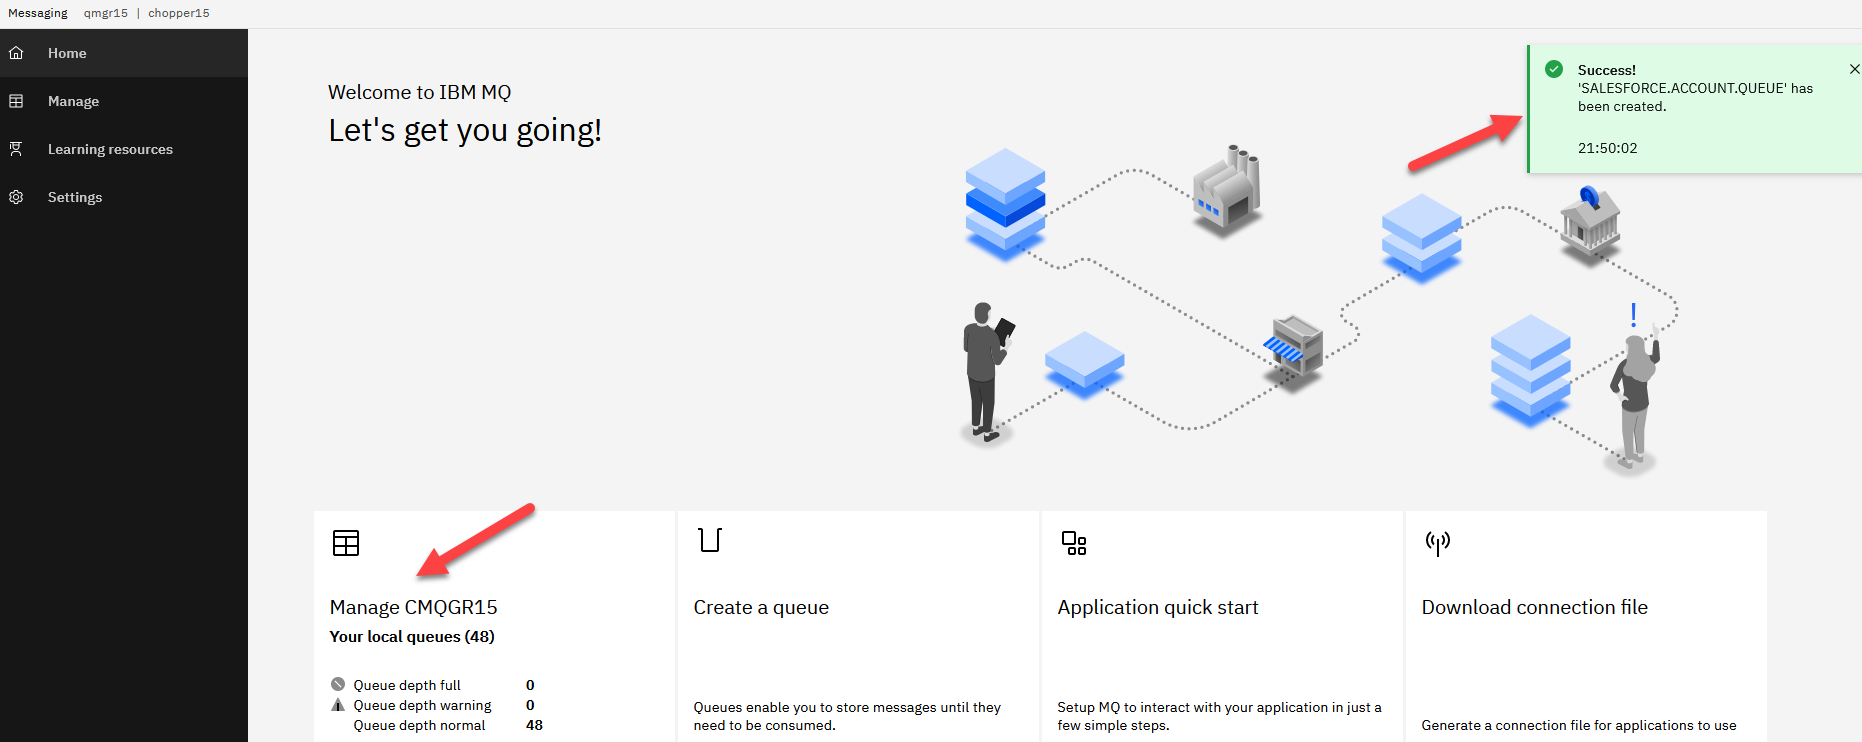 Messaging qmgr15 | chopper15
Home
Manage
Learning resources
Settings
Welcome to IBM MQ
Let's get you going!
Success!
'SALESFORCE.ACCOUNT.QUEUE' has
been created.
21:50:02
!
Manage CMQGR15
Your local queues (48)
Queue depth full 0
Queue depth warning 0
Queue depth normal 48
Create a queue
Queues enable you to store messages until they
need to be consumed.
Application quick start
Setup MQ to interact with your application in just a
few simple steps.
Download connection file
Generate a connection file for applications to use